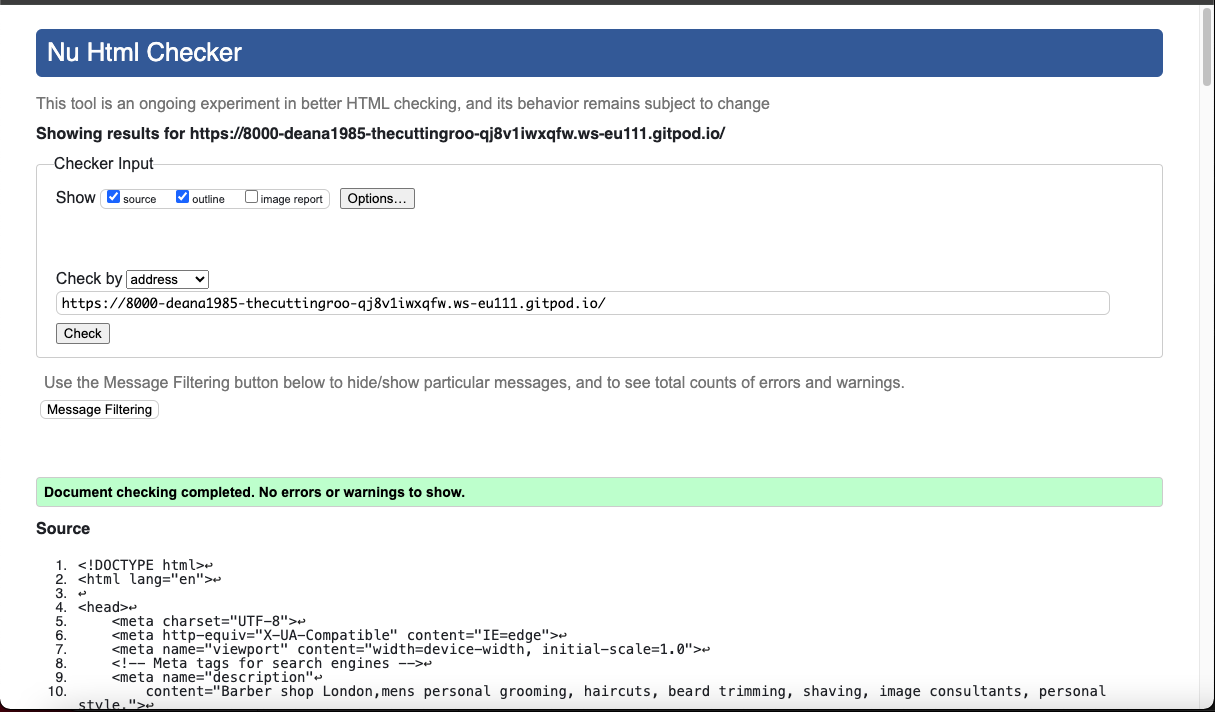 Nu Html Checker
This tool is an ongoing experiment in better HTML checking, and its behavior remains subject to change
Showing results for https://8000-deana1985-thecuttingroo-qj8v1iwxqfw.ws-eu111.gitpod.io/
Checker Input
Show source outline image report Options...
Check by address
https://8000-deana1985-thecuttingroo-qj8v1iwxqfw.ws-eu111.gitpod.io/
Check
Use the Message Filtering button below to hide/show particular messages, and to see total counts of errors and warnings.
Message Filtering
Document checking completed. No errors or warnings to show.
Source
1. <!DOCTYPE html>↩
2. <html lang="en">↩
3. ↩
4. <head>↩
5. <meta charset="UTF-8">↩
6. <meta http-equiv="X-UA-Compatible" content="IE=edge">↩
7. <meta name="viewport" content="width=device-width, initial-scale=1.0">↩
8. <!-- Meta tags for search engines -->↩
9. <meta name="description"↩
10. content="Barber shop London,mens personal grooming, haircuts, beard trimming, shaving, image consultants, personal
style.">↩